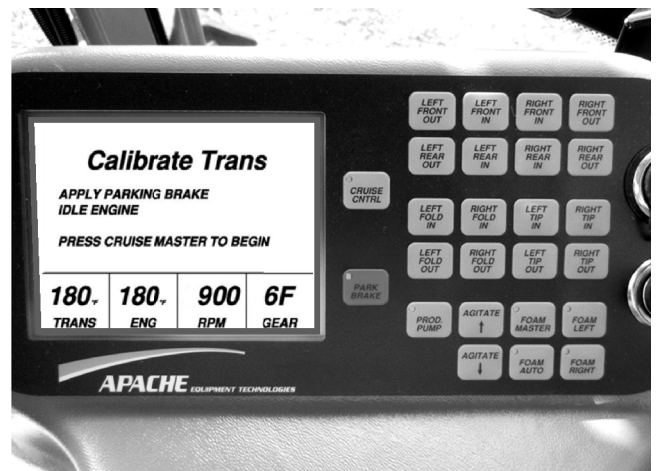 Calibrate Trans
APPLY PARKING BRAKE
IDLE ENGINE
PRESS CRUISE MASTER TO BEGIN
180°F 180°F 900 6F
TRANS ENG RPM GEAR
APACHE EQUIPMENT TECHNOLOGIES
CRUISE
CNTRL
PARK
BRAKE
LEFT
FRONT
OUT
LEFT
FRONT
IN
RIGHT
FRONT
IN
RIGHT
FRONT
OUT
LEFT
REAR
OUT
LEFT
REAR
IN
RIGHT
REAR
IN
RIGHT
REAR
OUT
LEFT
FOLD
IN
RIGHT
FOLD
IN
LEFT
TIP
IN
RIGHT
TIP
IN
LEFT
FOLD
OUT
RIGHT
FOLD
OUT
LEFT
TIP
OUT
RIGHT
TIP
OUT
PROD.
PUMP
AGITATE
↑
FOAM
MASTER
FOAM
LEFT
AGITATE
↓
FOAM
AUTO
FOAM
RIGHT